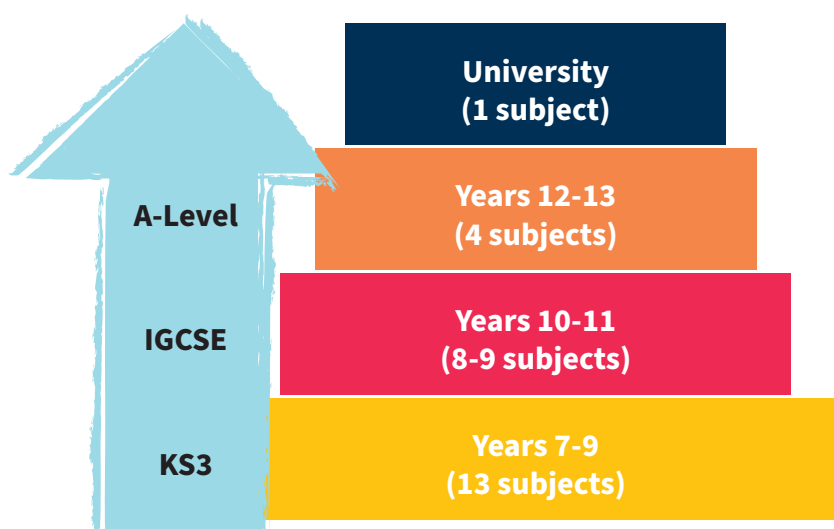 University
(1 subject)
A-Level
Years 12-13
(4 subjects)
IGCSE
Years 10-11
(8-9 subjects)
KS3
Years 7-9
(13 subjects)